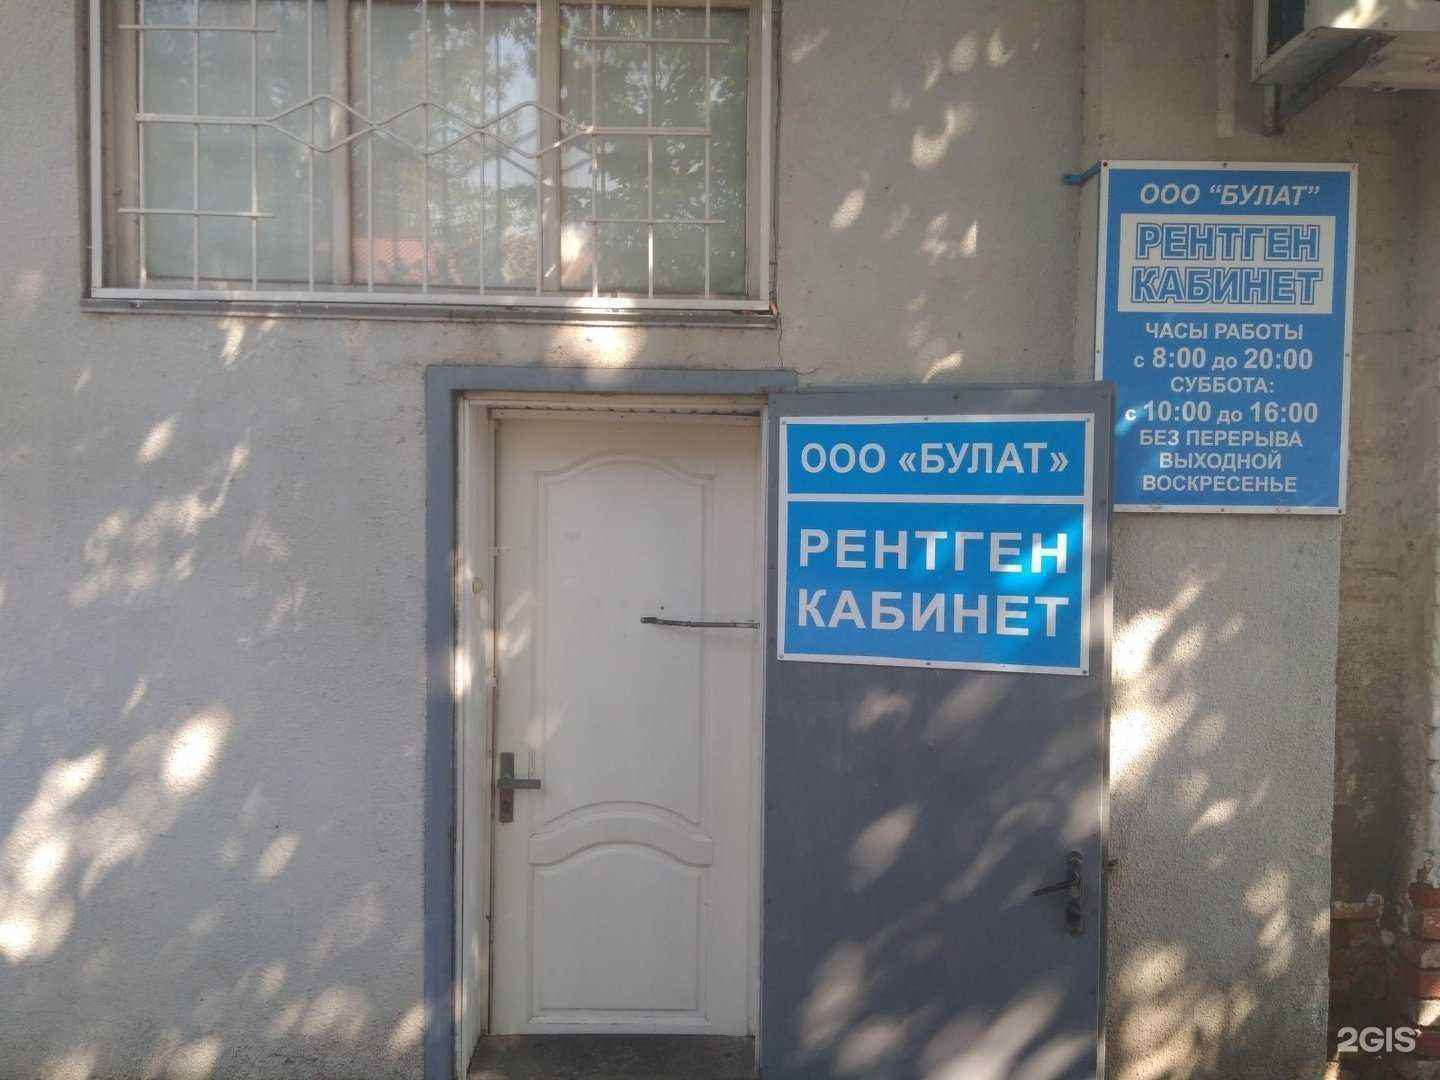 ООО “БУЛАТ”
РЕНТГЕН
КАБИНЕТ
ЧАСЫ РАБОТЫ
с 8:00 до 20:00
СУББОТА:
с 10:00 до 16:00
БЕЗ ПЕРЕРЫВА
ВЫХОДНОЙ
ВОСКРЕСЕНЬЕ
ООО «БУЛАТ»
РЕНТГЕН
КАБИНЕТ
2GIS